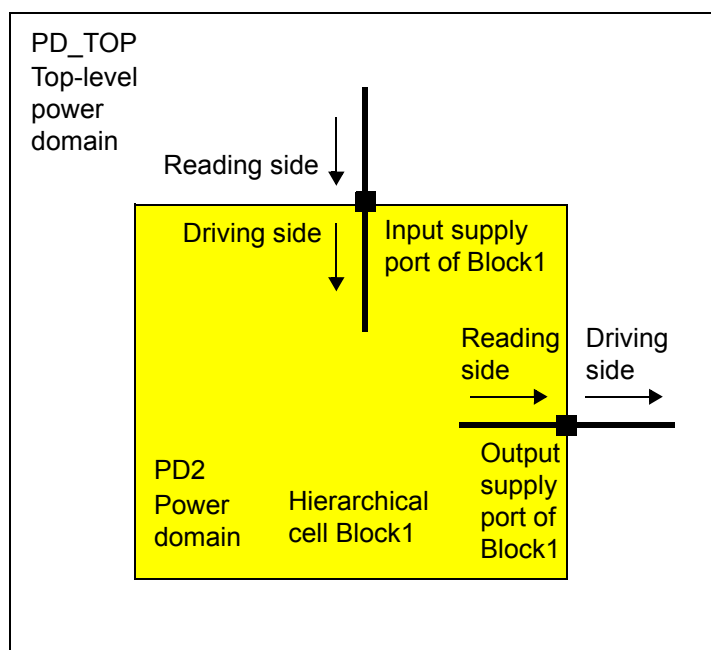 PD_TOP
Top-level
power
domain
Reading side
Driving side
Input supply
port of Block1
Reading
side
Driving
side
PD2
Power
domain
Hierarchical
cell Block1
Output
supply
port of
Block1